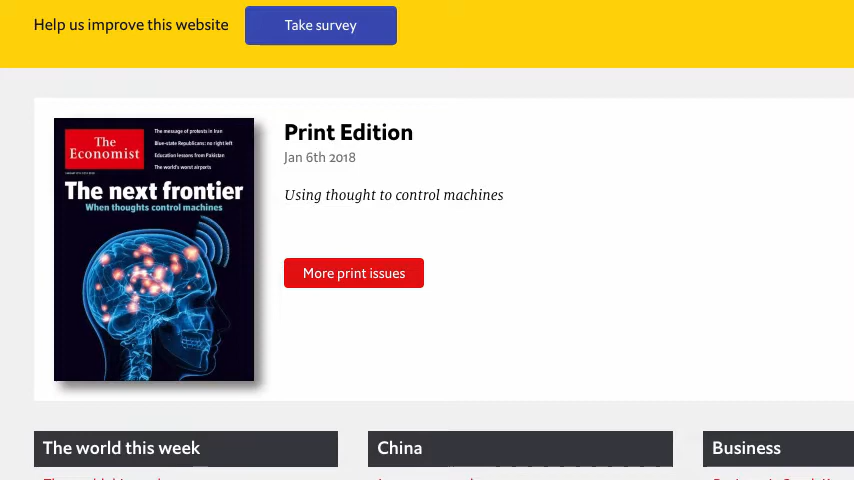 Help us improve this website
Take survey
The
Economist
The message of protests in Iran
Blue-state Republicans: no right left
Education lessons from Pakistan
The world's worst airports
The next frontier
When thoughts control machines
Print Edition
Jan 6th 2018
Using thought to control machines
More print issues
The world this week
China
Business